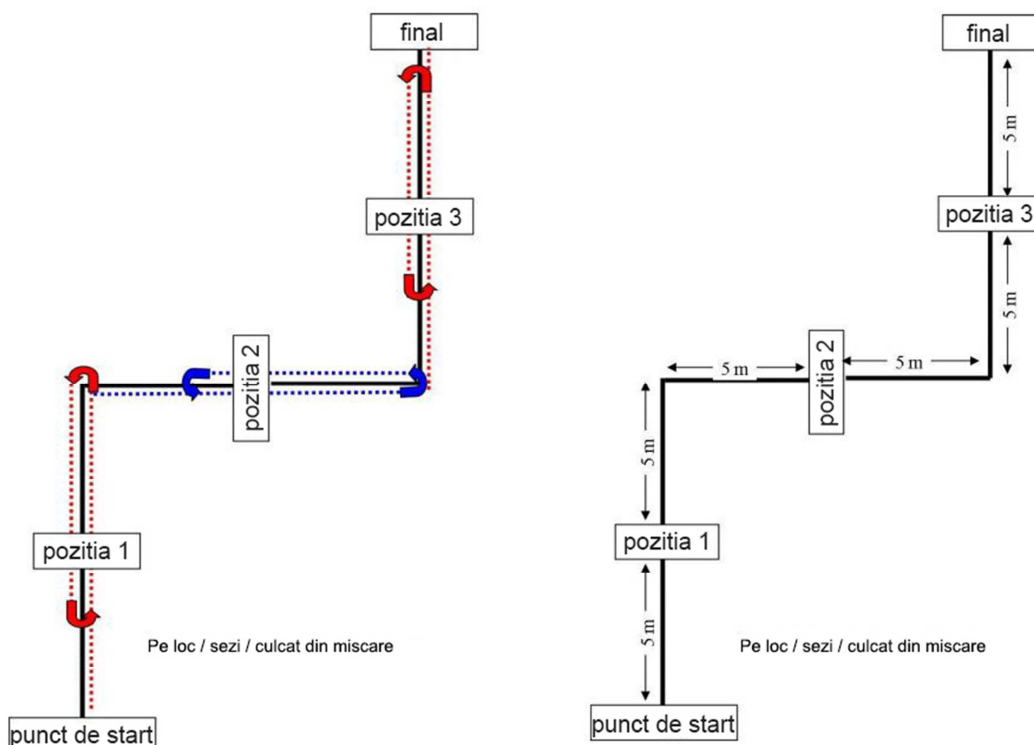 final
pozitia 3
pozitia 2
pozitia 1
Pe loc / sezi / culcat din miscare
punct de start
final
5 m
pozitia 3
5 m
5 m
pozitia 2
5 m
5 m
pozitia 1
5 m
Pe loc / sezi / culcat din miscare
punct de start